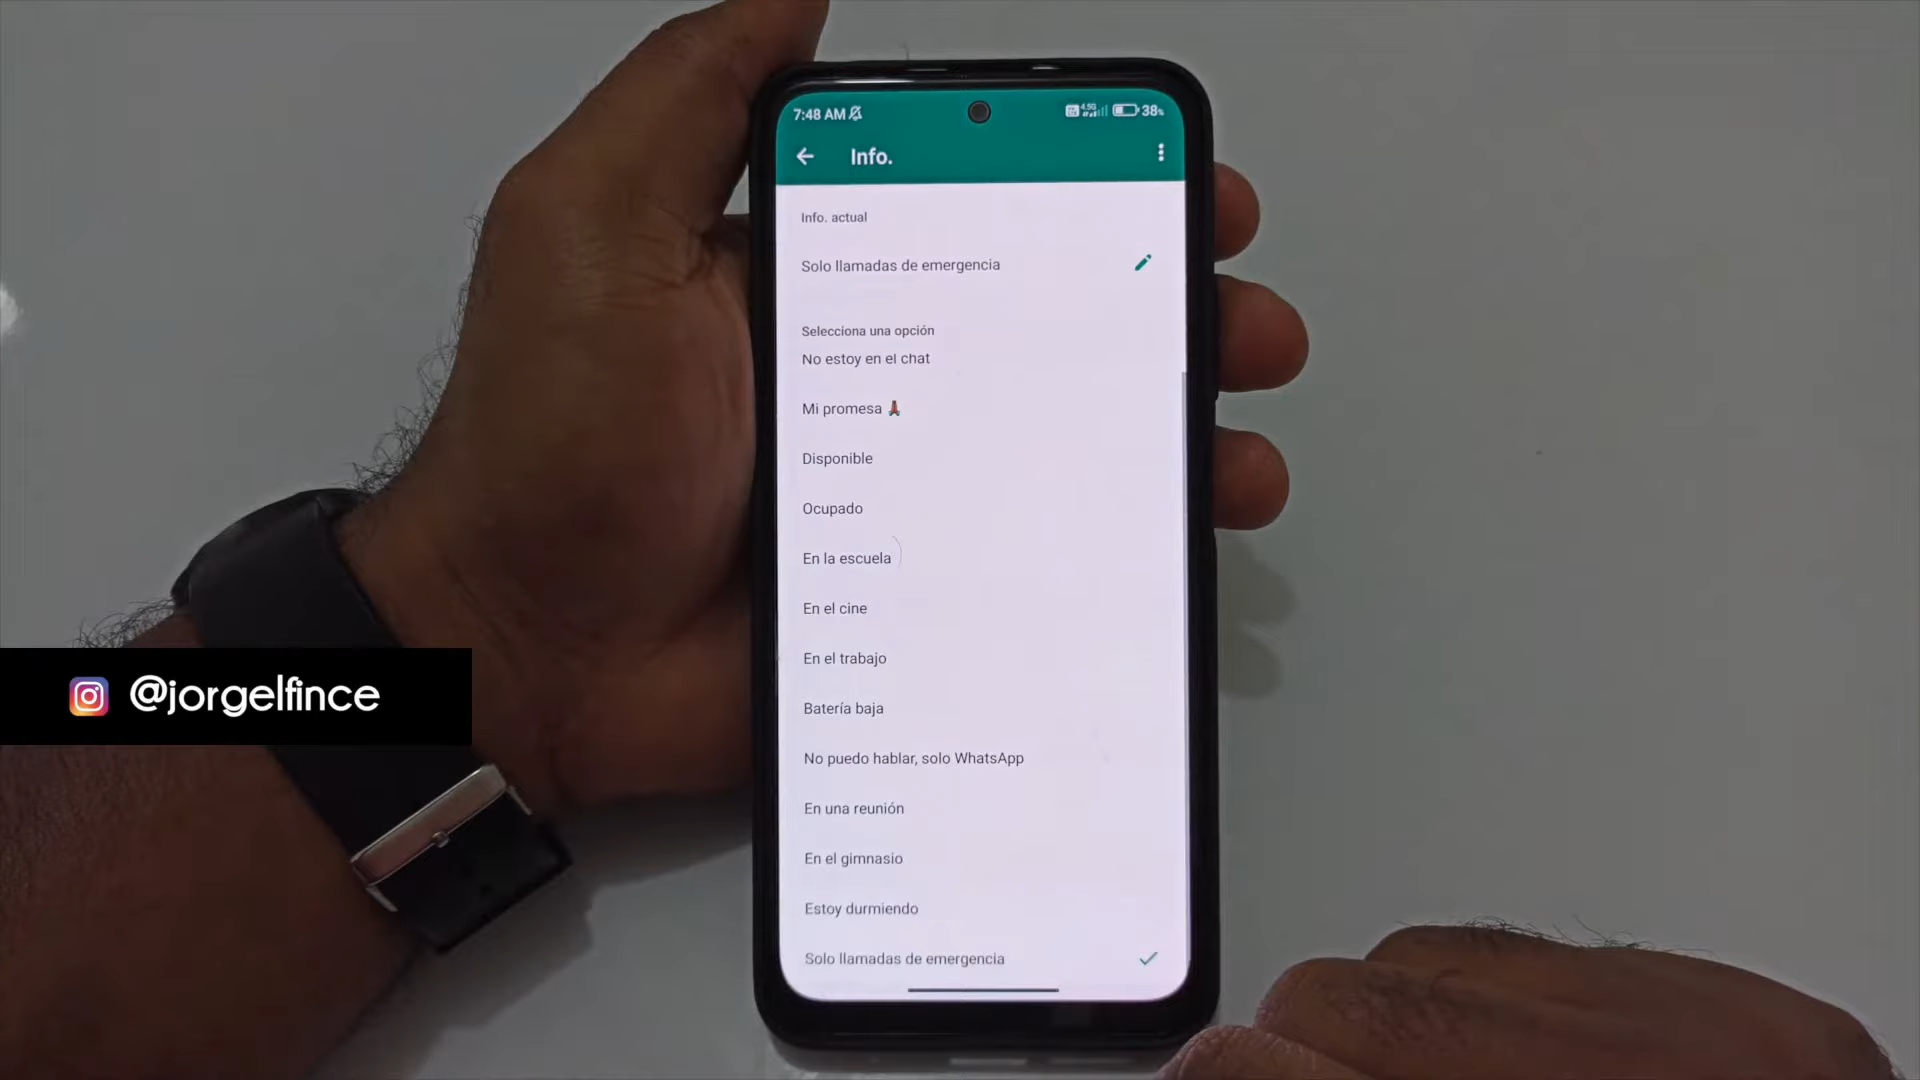 7:48 AM
4.5G
38%
Info.
Info. actual
Solo llamadas de emergencia
Selecciona una opción
No estoy en el chat
Mi promesa 🙏🏾
Disponible
Ocupado
En la escuela
En el cine
En el trabajo
Batería baja
No puedo hablar, solo WhatsApp
En una reunión
En el gimnasio
Estoy durmiendo
Solo llamadas de emergencia
@jorgelfince